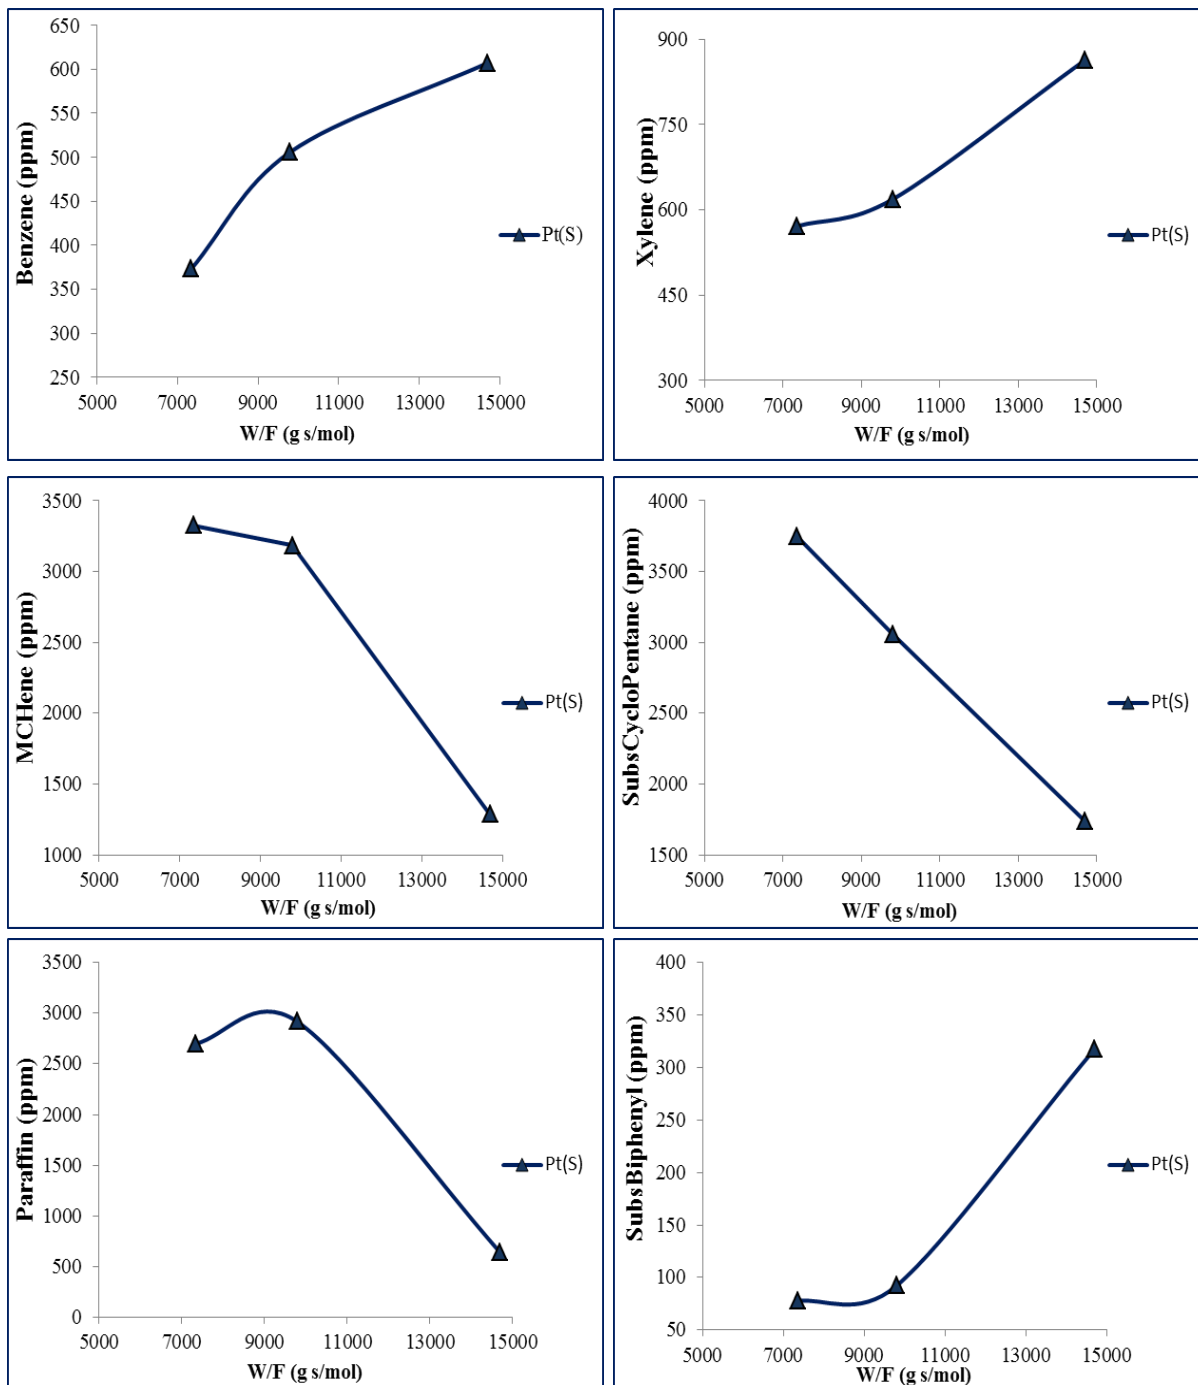 Benzene (ppm)
650
600
550
500
450
400
350
300
250
5000 7000 9000 11000 13000 15000
W/F (g s/mol)
Pt(S)
Xylene (ppm)
900
750
600
450
300
5000 7000 9000 11000 13000 15000
W/F (g s/mol)
Pt(S)
MCHene (ppm)
3500
3000
2500
2000
1500
1000
5000 7000 9000 11000 13000 15000
W/F (g s/mol)
Pt(S)
SubsCycloPentane (ppm)
4000
3500
3000
2500
2000
1500
5000 7000 9000 11000 13000 15000
W/F (g s/mol)
Pt(S)
Paraffin (ppm)
3500
3000
2500
2000
1500
1000
500
0
5000 7000 9000 11000 13000 15000
W/F (g s/mol)
Pt(S)
SubsBiphenyl (ppm)
400
350
300
250
200
150
100
50
5000 7000 9000 11000 13000 15000
W/F (g s/mol)
Pt(S)